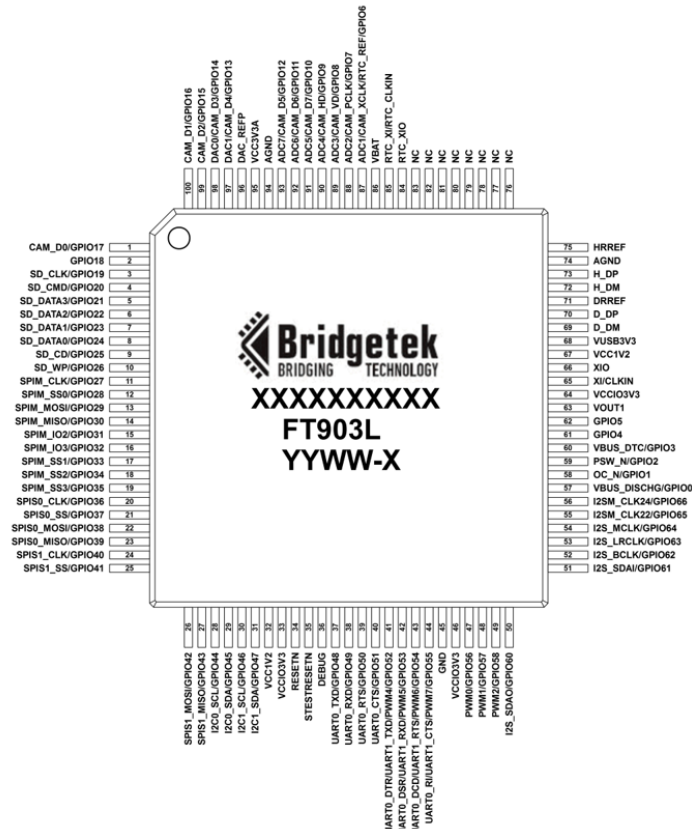 CAM_D1/GPIO16
CAM_D2/GPIO15
DAC0/CAM_D3/GPIO14
DAC1/CAM_D4/GPIO13
DAC_REFP
VCC3V3A
AGND
ADC7/CAM_D5/GPIO12
ADC6/CAM_D6/GPIO11
ADC5/CAM_D7/GPIO10
ADC4/CAM_HD/GPIO9
ADC3/CAM_VD/GPIO8
ADC2/CAM_PCLK/GPIO7
ADC1/CAM_XCLK/RTC_REF/GPIO6
VBAT
RTC_XI/RTC_CLKIN
RTC_XIO
NC
NC
NC
NC
NC
NC
NC
NC
100
99
98
97
96
95
94
93
92
91
90
89
88
87
86
85
84
83
82
81
80
79
78
77
76
CAM_D0/GPIO17 1
GPIO18 2
SD_CLK/GPIO19 3
SD_CMD/GPIO20 4
SD_DATA3/GPIO21 5
SD_DATA2/GPIO22 6
SD_DATA1/GPIO23 7
SD_DATA0/GPIO24 8
SD_CD/GPIO25 9
SD_WP/GPIO26 10
SPIM_CLK/GPIO27 11
SPIM_SS0/GPIO28 12
SPIM_MOSI/GPIO29 13
SPIM_MISO/GPIO30 14
SPIM_IO2/GPIO31 15
SPIM_IO3/GPIO32 16
SPIM_SS1/GPIO33 17
SPIM_SS2/GPIO34 18
SPIM_SS3/GPIO35 19
SPIS0_CLK/GPIO36 20
SPIS0_SS/GPIO37 21
SPIS0_MOSI/GPIO38 22
SPIS0_MISO/GPIO39 23
SPIS1_CLK/GPIO40 24
SPIS1_SS/GPIO41 25
Bridgetek
BRIDGING TECHNOLOGY
XXXXXXXXXX
FT903L
YYWW-X
75 HRREF
74 AGND
73 H_DP
72 H_DM
71 DRREF
70 D_DP
69 D_DM
68 VUSB3V3
67 VCC1V2
66 XIO
65 XI/CLKIN
64 VCCIO3V3
63 VOUT1
62 GPIO5
61 GPIO4
60 VBUS_DTC/GPIO3
59 PSW_N/GPIO2
58 OC_N/GPIO1
57 VBUS_DISCHG/GPIO0
56 I2SM_CLK24/GPIO66
55 I2SM_CLK22/GPIO65
54 I2S_MCLK/GPIO64
53 I2S_LRCLK/GPIO63
52 I2S_BCLK/GPIO62
51 I2S_SDAI/GPIO61
26
27
28
29
30
31
32
33
34
35
36
37
38
39
40
41
42
43
44
45
46
47
48
49
50
SPIS1_MOSI/GPIO42
SPIS1_MISO/GPIO43
I2C0_SCL/GPIO44
I2C0_SDA/GPIO45
I2C1_SCL/GPIO46
I2C1_SDA/GPIO47
VCC1V2
VCCIO3V3
RESETN
STESTRESETN
DEBUG
UART0_TXD/GPIO48
UART0_RXD/GPIO49
UART0_RTS/GPIO50
UART0_CTS/GPIO51
UART0_DTR/UART1_TXD/PWM4/GPIO52
UART0_DSR/UART1_RXD/PWM5/GPIO53
UART0_DCD/UART1_RTS/PWM6/GPIO54
UART0_RI/UART1_CTS/PWM7/GPIO55
GND
VCCIO3V3
PWM0/GPIO56
PWM1/GPIO57
PWM2/GPIO58
I2S_SDAO/GPIO60